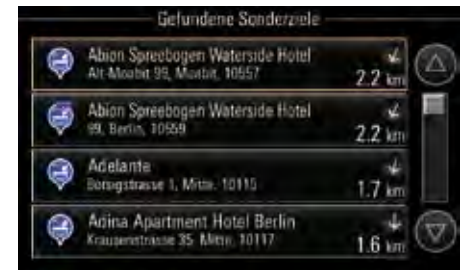 Gefundene Sonderziele
Abion Spreebogen Waterside Hotel
Alt-Moabit 99, Moabit, 10557
2.2 km
Abion Spreebogen Waterside Hotel
99, Berlin, 10559
2.2 km
Adelante
Borsigstrasse 1, Mitte, 10115
1.7 km
Adina Apartment Hotel Berlin
Krausenstrasse 35, Mitte, 10117
1.6 km